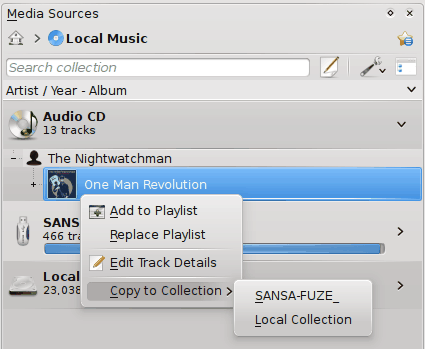 Media Sources
Local Music
Search collection
Artist / Year - Album
Audio CD
13 tracks
The Nightwatchman
One Man Revolution
Add to Playlist
SANS
Replace Playlist
466 tra
Edit Track Details
Local
Copy to Collection
23,038
SANSA-FUZE_
Local Collection